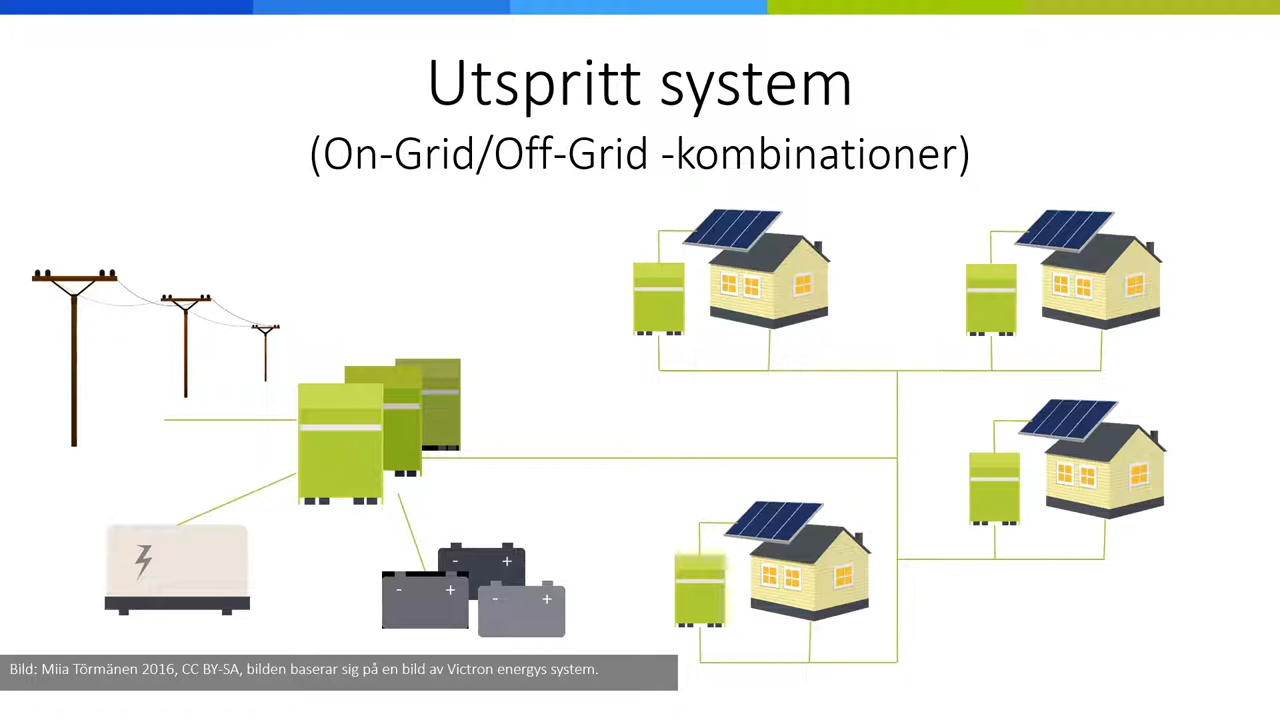 Utspritt system
(On-Grid/Off-Grid -kombinationer)
- +
- +
- +
Bild: Miia Törmänen 2016, CC BY-SA, bilden baserar sig på en bild av Victron energys system.